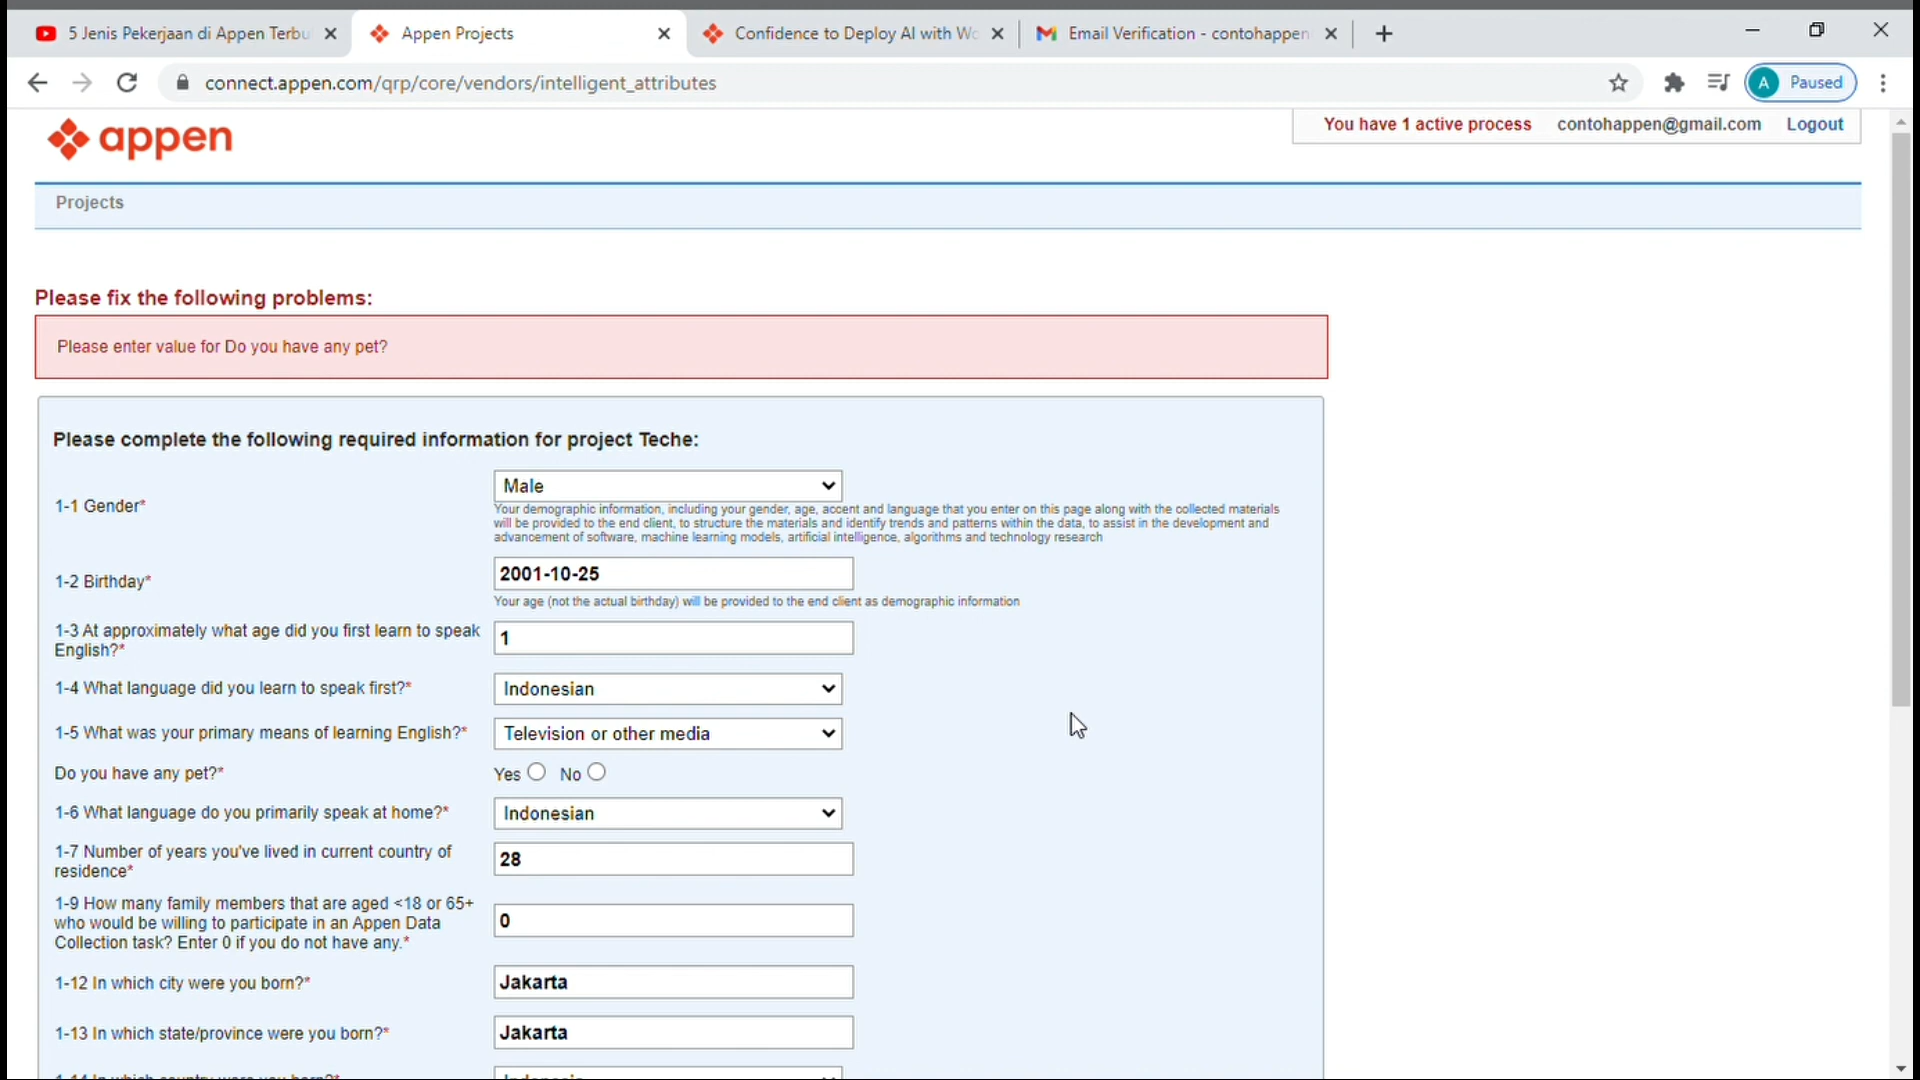 5 Jenis Pekerjaan di Appen Terbu
Appen Projects
Confidence to Deploy AI with Wo
Email Verification - contohappen
connect.appen.com/qrp/core/vendors/intelligent_attributes
A
Paused
appen
You have 1 active process
contohappen@gmail.com
Logout
Projects
Please fix the following problems:
Please enter value for Do you have any pet?
Please complete the following required information for project Teche:
1-1 Gender*
Male
Your demographic information, including your gender, age, accent and language that you enter on this page along with the collected materials
will be provided to the end client, to structure the materials and identify trends and patterns within the data, to assist in the development and
advancement of software, machine learning models, artificial intelligence, algorithms and technology research
1-2 Birthday*
2001-10-25
Your age (not the actual birthday) will be provided to the end client as demographic information
1-3 At approximately what age did you first learn to speak
English?*
1
1-4 What language did you learn to speak first?*
Indonesian
1-5 What was your primary means of learning English?*
Television or other media
Do you have any pet?*
Yes No
1-6 What language do you primarily speak at home?*
Indonesian
1-7 Number of years you've lived in current country of
residence*
28
1-9 How many family members that are aged <18 or 65+
who would be willing to participate in an Appen Data
Collection task? Enter 0 if you do not have any.*
0
1-12 In which city were you born?*
Jakarta
1-13 In which state/province were you born?*
Jakarta